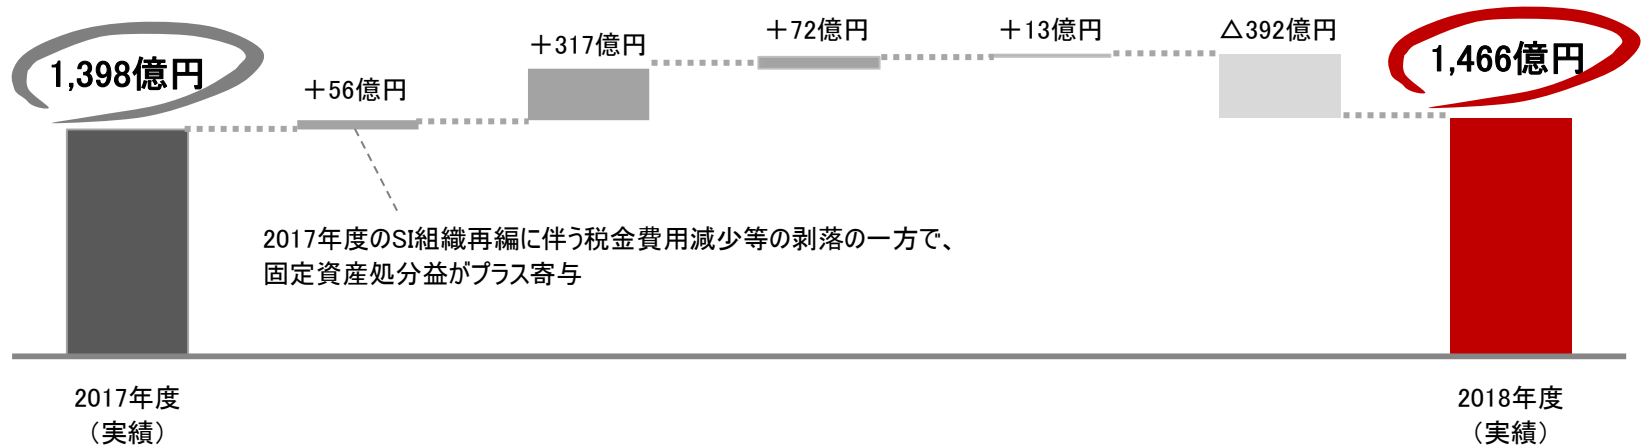 1,398億円
＋56億円
＋317億円
＋72億円
＋13億円
△392億円
1,466億円
2017年度のSI組織再編に伴う税金費用減少等の剥落の一方で、
固定資産処分益がプラス寄与
2017年度
（実績）
2018年度
（実績）